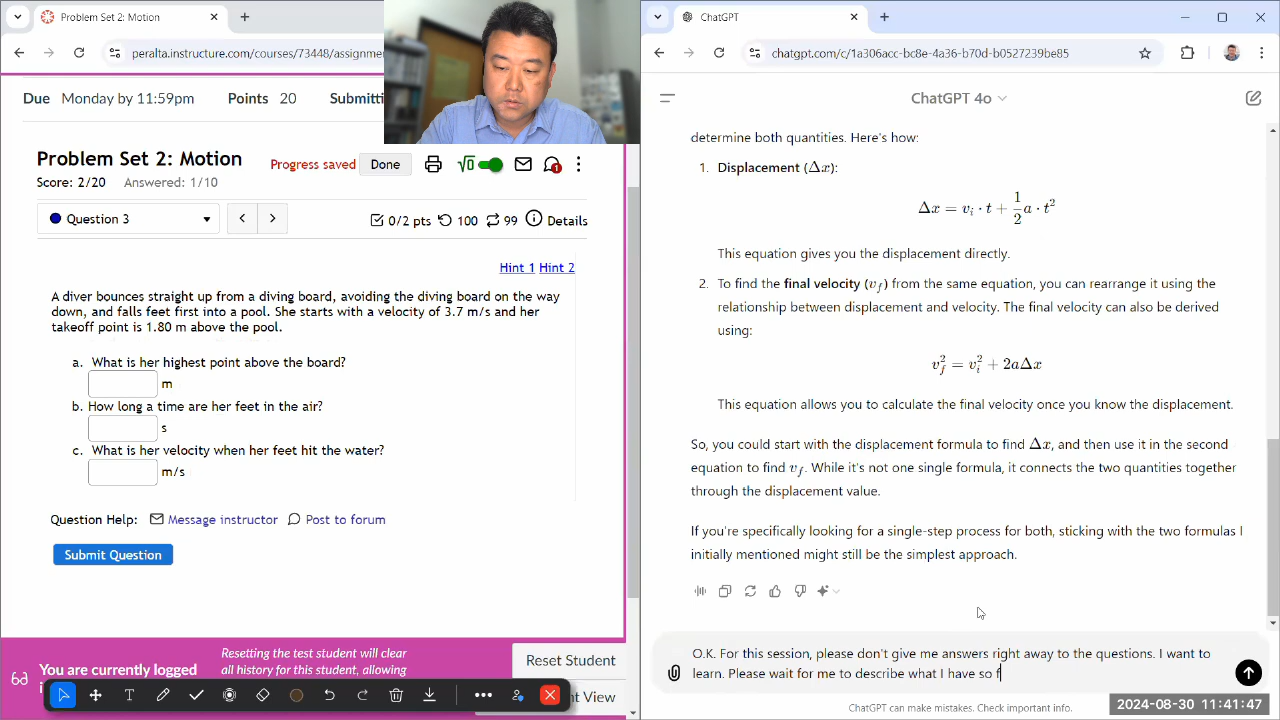 Problem Set 2: Motion
peralta.instructure.com/courses/73448/assignme
Due Monday by 11:59pm Points 20 Submitti
Problem Set 2: Motion
Progress saved Done √0 1
Score: 2/20 Answered: 1/10
Question 3
0/2 pts 100 99 Details
Hint 1 Hint 2
A diver bounces straight up from a diving board, avoiding the diving board on the way
down, and falls feet first into a pool. She starts with a velocity of 3.7 m/s and her
takeoff point is 1.80 m above the pool.
a. What is her highest point above the board?
m
b. How long a time are her feet in the air?
s
c. What is her velocity when her feet hit the water?
m/s
Question Help: Message instructor Post to forum
Submit Question
You are currently logged
Resetting the test student will clear
all history for this student, allowing
Reset Student
nt View
ChatGPT
chatgpt.com/c/1a306acc-bc8e-4a36-b70d-b0527239be85
ChatGPT 4o
determine both quantities. Here's how:
1. Displacement (Δx):
Δx = v_i · t + 1/2 a · t²
This equation gives you the displacement directly.
2. To find the final velocity (v_f) from the same equation, you can rearrange it using the
relationship between displacement and velocity. The final velocity can also be derived
using:
v_f² = v_i² + 2aΔx
This equation allows you to calculate the final velocity once you know the displacement.
So, you could start with the displacement formula to find Δx, and then use it in the second
equation to find v_f. While it's not one single formula, it connects the two quantities together
through the displacement value.
If you're specifically looking for a single-step process for both, sticking with the two formulas I
initially mentioned might still be the simplest approach.
O.K. For this session, please don't give me answers right away to the questions. I want to
learn. Please wait for me to describe what I have so f
ChatGPT can make mistakes. Check important info.
2024-08-30 11:41:47